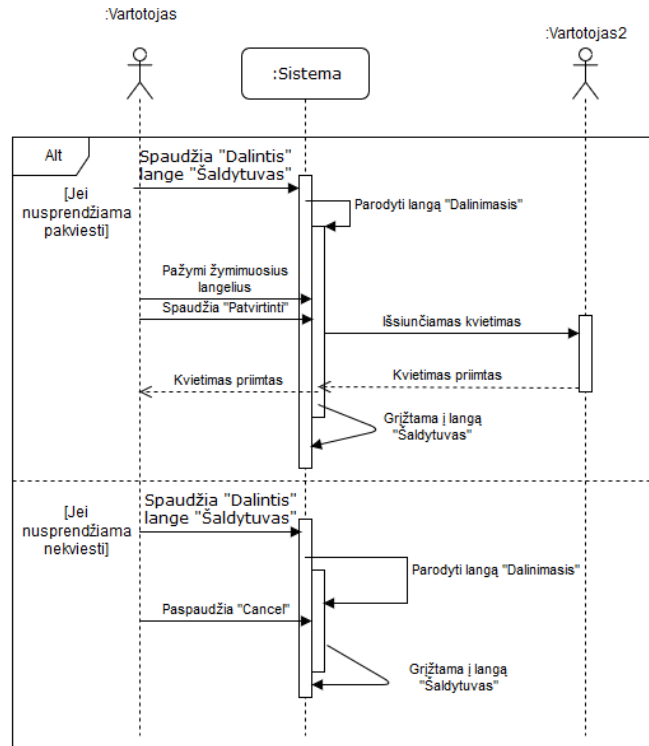 :Vartotojas
:Vartotojas2
:Sistema
Alt
Spaudžia "Dalintis"
lange "Šaldytuvas"
[Jei
nusprendžiama
pakviesti]
Parodyti langą "Dalinimasis"
Pažymi žymimuosius
langelius
Spaudžia "Patvirtinti"
Išsiunčiamas kvietimas
Kvietimas priimtas
Kvietimas priimtas
Grįžtama į langą
"Šaldytuvas"
[Jei
nusprendžiama
nekviesti]
Spaudžia "Dalintis"
lange "Šaldytuvas"
Parodyti langą "Dalinimasis"
Paspaudžia "Cancel"
Grįžtama į langą
"Šaldytuvas"